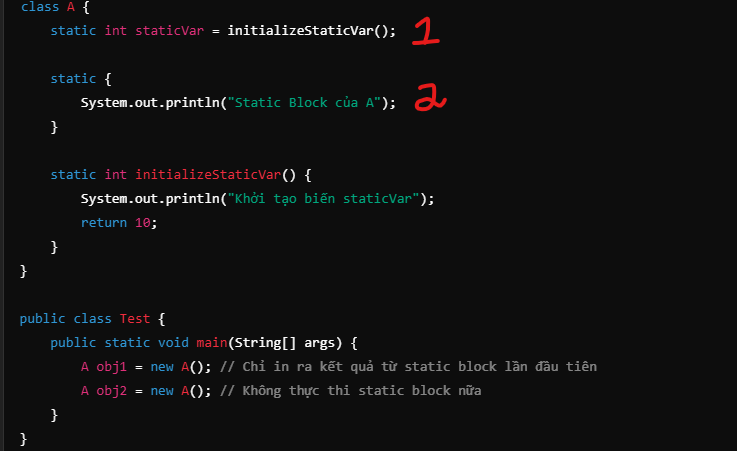 class A {
static int staticVar = initializeStaticVar(); 1
static {
System.out.println("Static Block của A"); 2
}
static int initializeStaticVar() {
System.out.println("Khởi tạo biến staticVar");
return 10;
}
}
public class Test {
public static void main(String[] args) {
A obj1 = new A(); // Chỉ in ra kết quả từ static block lần đầu tiên
A obj2 = new A(); // Không thực thi static block nữa
}
}